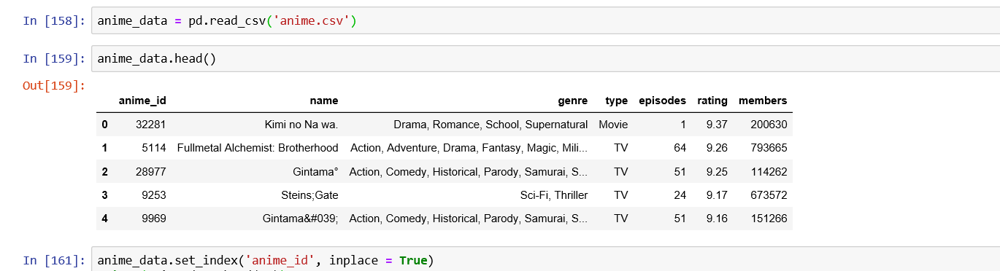 In [158]: anime_data = pd.read_csv('anime.csv')
In [159]: anime_data.head()
Out[159]:
anime_id name genre type episodes rating members
0 32281 Kimi no Na wa. Drama, Romance, School, Supernatural Movie 1 9.37 200630
1 5114 Fullmetal Alchemist: Brotherhood Action, Adventure, Drama, Fantasy, Magic, Mili... TV 64 9.26 793665
2 28977 Gintama° Action, Comedy, Historical, Parody, Samurai, S... TV 51 9.25 114262
3 9253 Steins;Gate Sci-Fi, Thriller TV 24 9.17 673572
4 9969 Gintama&#039; Action, Comedy, Historical, Parody, Samurai, S... TV 51 9.16 151266
In [161]: anime_data.set_index('anime_id', inplace = True)